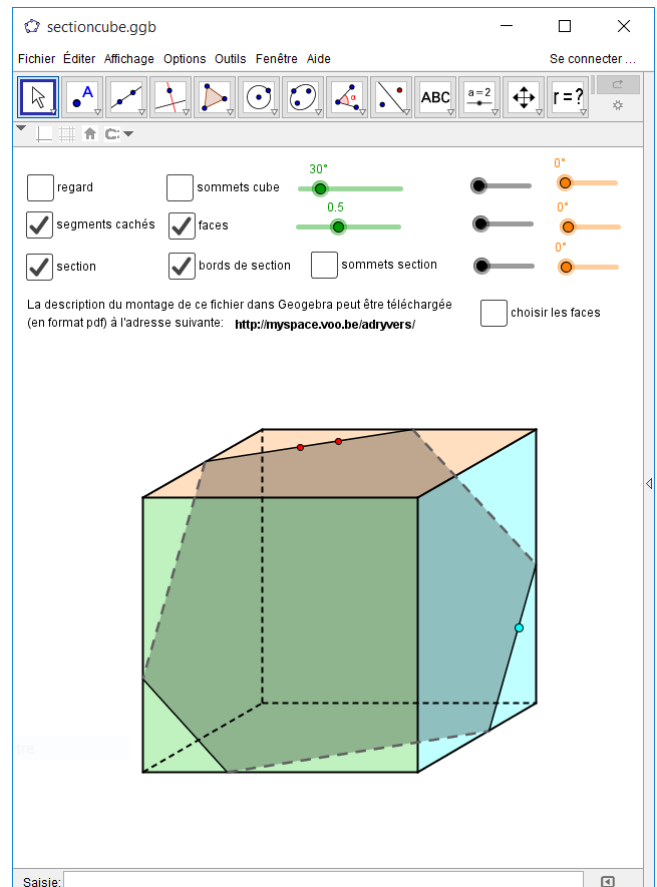 sectioncube.ggb
Fichier Éditer Affichage Options Outils Fenêtre Aide Se connecter ...
A ABC a=2 r=?
30° 0°
regard sommets cube
0.5 0°
segments cachés faces
0°
section bords de section sommets section
La description du montage de ce fichier dans Geogebra peut être téléchargée
(en format pdf) à l'adresse suivante: http://myspace.voo.be/adryvers/
choisir les faces
Saisie: